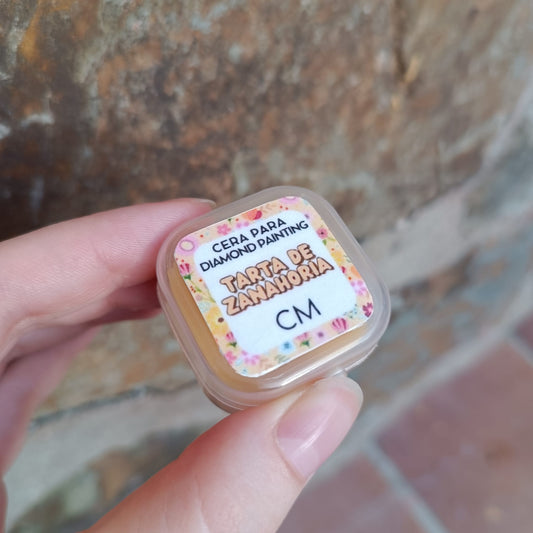 CERA PARA
DIAMOND PAINTING
TARTA DE
ZANAHORIA
CM